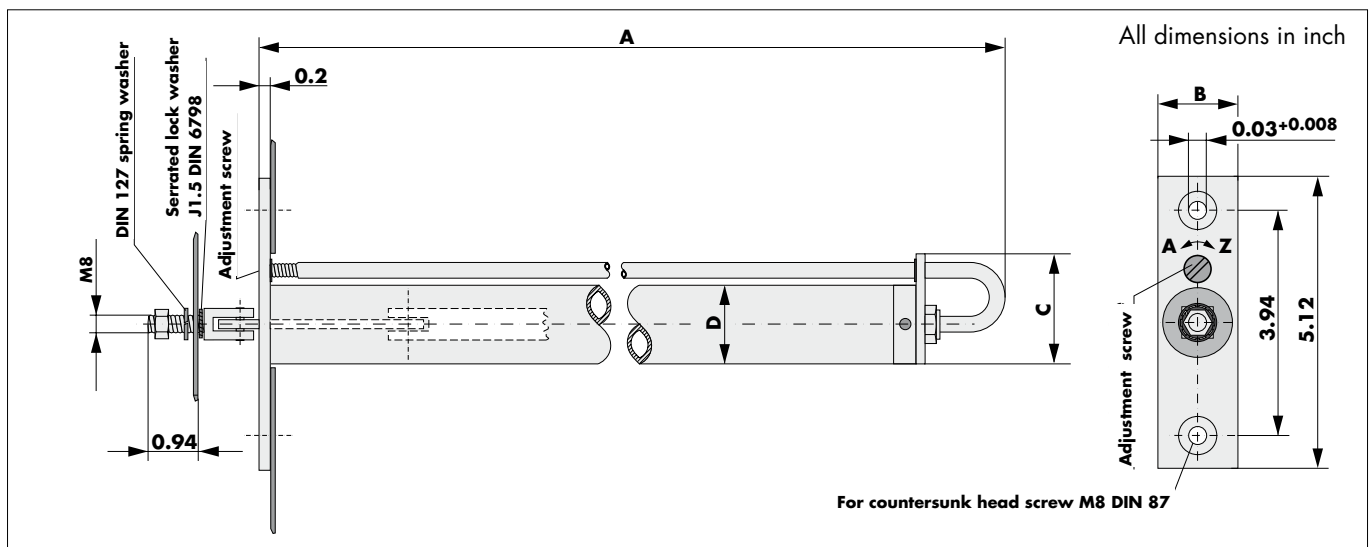 A
All dimensions in inch
0.2
B
0.03+0.008
DIN 127 spring washer
Serrated lock washer
J1.5 DIN 6798
Adjustment screw
M8
A
Z
D
C
3.94
5.12
Adjustment screw
0.94
For countersunk head screw M8 DIN 87